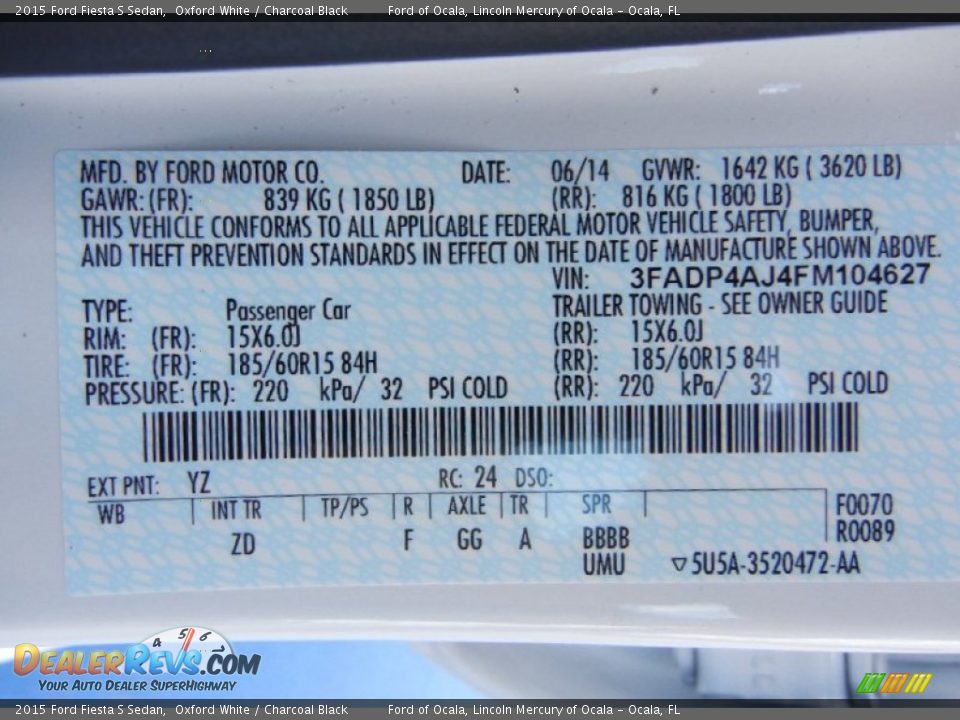 2015 Ford Fiesta S Sedan, Oxford White / Charcoal Black Ford of Ocala, Lincoln Mercury of Ocala - Ocala, FL
MFD. BY FORD MOTOR CO. DATE: 06/14 GVWR: 1642 KG ( 3620 LB)
GAWR: (FR): 839 KG ( 1850 LB) (RR): 816 KG ( 1800 LB)
THIS VEHICLE CONFORMS TO ALL APPLICABLE FEDERAL MOTOR VEHICLE SAFETY, BUMPER,
AND THEFT PREVENTION STANDARDS IN EFFECT ON THE DATE OF MANUFACTURE SHOWN ABOVE.
VIN: 3FADP4AJ4FM104627
TYPE: Passenger Car TRAILER TOWING - SEE OWNER GUIDE
RIM: (FR): 15X6.0J (RR): 15X6.0J
TIRE: (FR): 185/60R15 84H (RR): 185/60R15 84H
PRESSURE: (FR): 220 kPa/ 32 PSI COLD (RR): 220 kPa/ 32 PSI COLD
EXT PNT: YZ RC: 24 DSO:
WB INT TR TP/PS R AXLE TR SPR F0070
R0089
ZD F GG A BBBB
UMU ▽5U5A-3520472-AA
4 5 6
DEALERREVS.COM
YOUR AUTO DEALER SUPERHIGHWAY
2015 Ford Fiesta S Sedan, Oxford White / Charcoal Black Ford of Ocala, Lincoln Mercury of Ocala - Ocala, FL